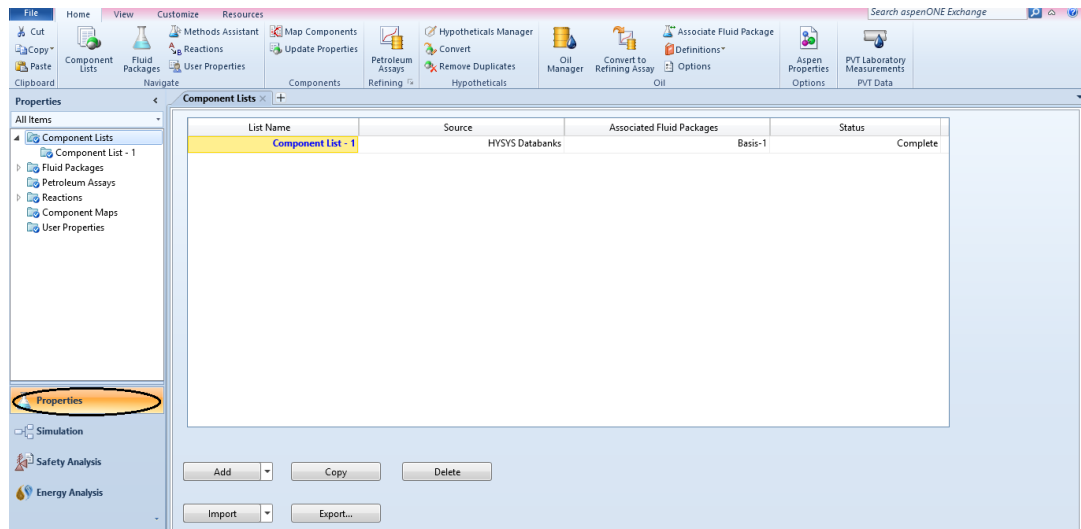 File Home View Customize Resources Search aspenONE Exchange
Cut
Copy
Paste
Clipboard
Component Lists
Fluid Packages
Methods Assistant
Reactions
User Properties
Navigate
Map Components
Update Properties
Components
Petroleum Assays
Refining
Hypotheticals Manager
Convert
Remove Duplicates
Hypotheticals
Oil Manager
Convert to Refining Assay
Associate Fluid Package
Definitions
Options
Oil
Aspen Properties
Options
PVT Laboratory Measurements
PVT Data
Properties <
All Items
Component Lists
Component List - 1
Fluid Packages
Petroleum Assays
Reactions
Component Maps
User Properties
Properties
Simulation
Safety Analysis
Energy Analysis
Component Lists × +
List Name Source Associated Fluid Packages Status
Component List - 1 HYSYS Databanks Basis-1 Complete
Add Copy Delete
Import Export...